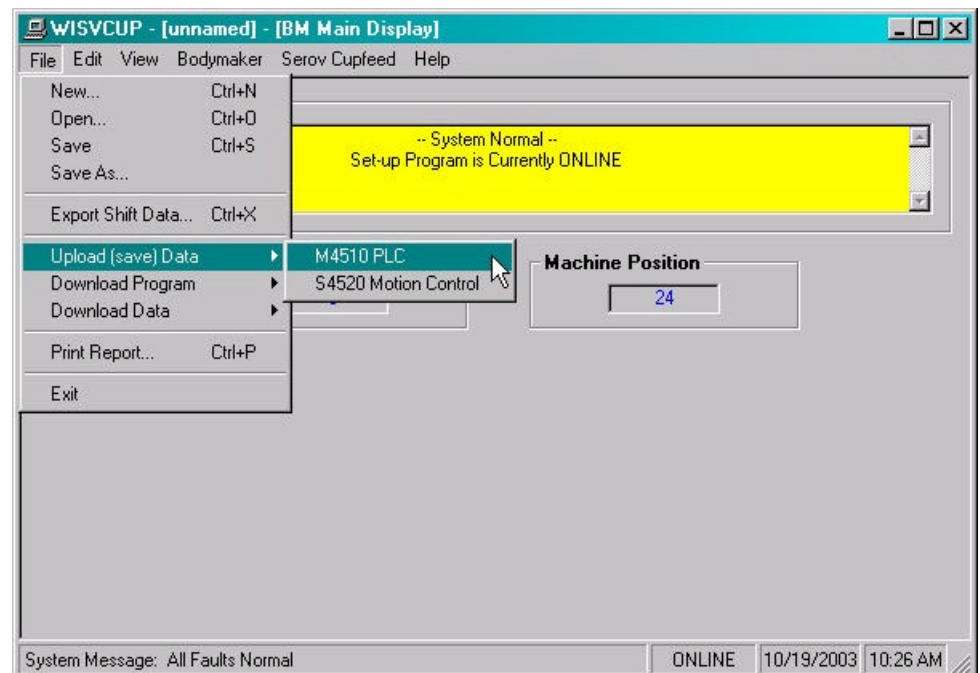 WISVCUP - [unnamed] - [BM Main Display]
File Edit View Bodymaker Serov Cupfeed Help
New... Ctrl+N
Open... Ctrl+O
Save Ctrl+S
Save As...
Export Shift Data... Ctrl+X
Upload (save) Data
Download Program
Download Data
Print Report... Ctrl+P
Exit
M4510 PLC
S4520 Motion Control
-- System Normal --
Set-up Program is Currently ONLINE
Machine Position
24
System Message: All Faults Normal ONLINE 10/19/2003 10:26 AM